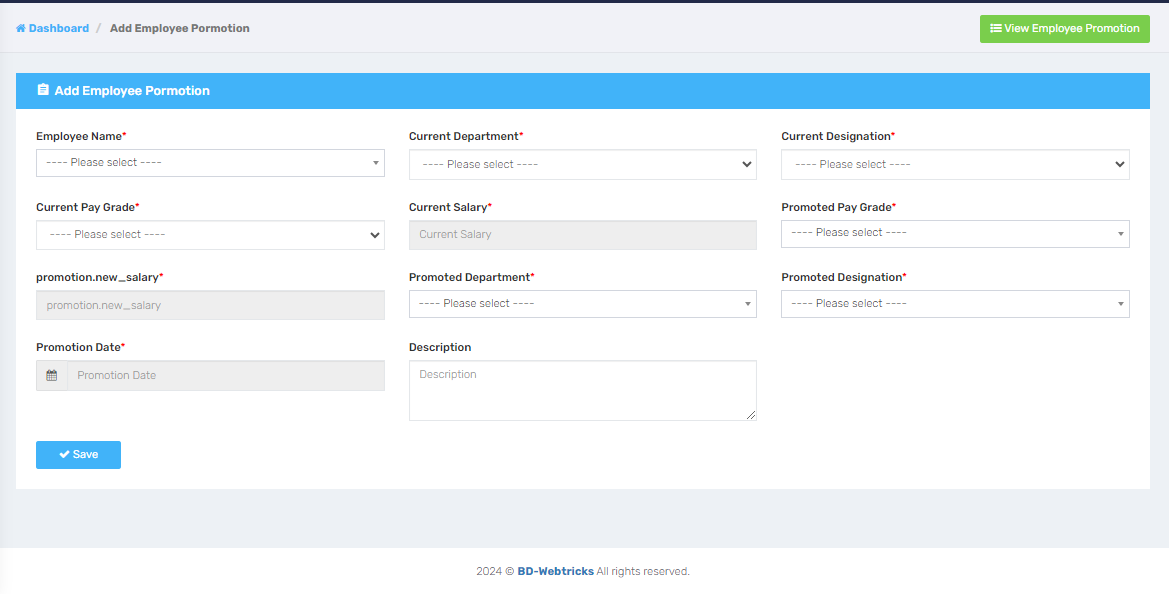 Dashboard / Add Employee Pormotion
View Employee Promotion
Add Employee Pormotion
Employee Name*
---- Please select ----
Current Department*
---- Please select ----
Current Designation*
---- Please select ----
Current Pay Grade*
---- Please select ----
Current Salary*
Current Salary
Promoted Pay Grade*
---- Please select ----
promotion.new_salary*
promotion.new_salary
Promoted Department*
---- Please select ----
Promoted Designation*
---- Please select ----
Promotion Date*
Promotion Date
Description
Description
Save
2024 © BD-Webtricks All rights reserved.